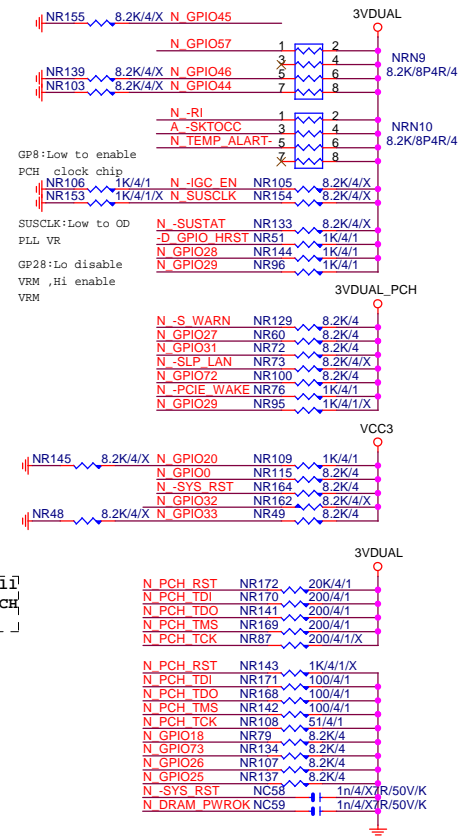 3VDUAL
NR155 8.2K/4/X N_GPIO45
N_GPIO57 1 2
3 4 NRN9
NR139 8.2K/4/X N_GPIO46 5 6 8.2K/8P4R/4
NR103 8.2K/4/X N_GPIO44 7 8
N_-RI 1 2
A_-SKTOCC 3 4 NRN10
N_TEMP_ALART- 5 6 8.2K/8P4R/4
7 8
GP8:Low to enable
PCH clock chip
NR106 1K/4/1 N_-IGC_EN NR105 8.2K/4/X
NR153 1K/4/1/X N_SUSCLK NR154 8.2K/4/X
SUSCLK:Low to OD
PLL VR
N_-SUSTAT NR133 8.2K/4/X
-D_GPIO_HRST NR51 1K/4/1
N_GPIO28 NR144 1K/4/1
N_GPIO29 NR96 1K/4/1
GP28:Lo disable
VRM ,Hi enable
VRM
3VDUAL_PCH
N_-S_WARN NR129 8.2K/4
N_GPIO27 NR60 8.2K/4
N_GPIO31 NR72 8.2K/4
N_-SLP_LAN NR73 8.2K/4/X
N_GPIO72 NR100 8.2K/4
N_-PCIE_WAKE NR76 1K/4/1
N_GPIO29 NR95 1K/4/1/X
VCC3
NR145 8.2K/4/X N_GPIO20 NR109 1K/4/1
N_GPIO0 NR115 8.2K/4
N_-SYS_RST NR164 8.2K/4
N_GPIO32 NR162 8.2K/4/X
NR48 8.2K/4/X N_GPIO33 NR49 8.2K/4
3VDUAL
CH
N_PCH_RST NR172 20K/4/1
N_PCH_TDI NR170 200/4/1
N_PCH_TDO NR141 200/4/1
N_PCH_TMS NR169 200/4/1
N_PCH_TCK NR87 200/4/1/X
N_PCH_RST NR143 1K/4/1/X
N_PCH_TDI NR171 100/4/1
N_PCH_TDO NR168 100/4/1
N_PCH_TMS NR142 100/4/1
N_PCH_TCK NR108 51/4/1
N_GPIO18 NR79 8.2K/4
N_GPIO73 NR134 8.2K/4
N_GPIO26 NR107 8.2K/4
N_GPIO25 NR137 8.2K/4
N_-SYS_RST NC58 1n/4/X7R/50V/K
N_DRAM_PWROK NC59 1n/4/X7R/50V/K